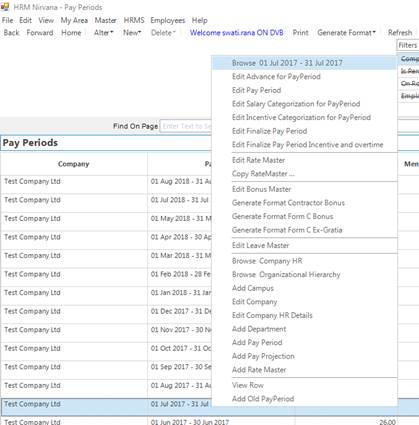 HRM Nirvana - Pay Periods
File Edit View My Area Master HRMS Employees Help
Back Forward Home Alter New Delete Welcome swati.rana ON DVB Print Generate Format Refresh
Filters
Comp
Is Pen
On Ro
Emplo
Browse 01 Jul 2017 - 31 Jul 2017
Edit Advance for PayPeriod
Edit Pay Period
Edit Salary Categorization for PayPeriod
Edit Incentive Categorization for PayPeriod
Edit Finalize Pay Period
Edit Finalize Pay Period Incentive and overtime
Edit Rate Master
Copy RateMaster ...
Edit Bonus Master
Generate Format Contractor Bonus
Generate Format Form C Bonus
Generate Format Form C Ex-Gratia
Edit Leave Master
Browse Company HR
Browse Organizational Hierarchy
Add Campus
Edit Company
Edit Company HR Details
Add Department
Add Pay Period
Add Pay Projection
Add Rate Master
View Row
Add Old PayPeriod
Find On Page Enter Text to Se
Pay Periods
Company Pa Men
Test Company Ltd 01 Aug 2018 - 31 Au
Test Company Ltd 01 Jul 2018 - 31 Jul
Test Company Ltd 01 May 2018 - 31 M
Test Company Ltd 01 Apr 2018 - 30 Ap
Test Company Ltd 01 Mar 2018 - 31 M
Test Company Ltd 01 Feb 2018 - 28 Fe
Test Company Ltd 01 Jan 2018 - 31 Jan
Test Company Ltd 01 Dec 2017 - 31 De
Test Company Ltd 01 Nov 2017 - 30 No
Test Company Ltd 01 Oct 2017 - 31 Oc
Test Company Ltd 01 Sep 2017 - 30 Se
Test Company Ltd 01 Aug 2017 - 31 Au
Test Company Ltd 01 Jul 2017 - 31 Jul
Test Company Ltd 01 Jun 2017 - 30 Jun 2017 26.00